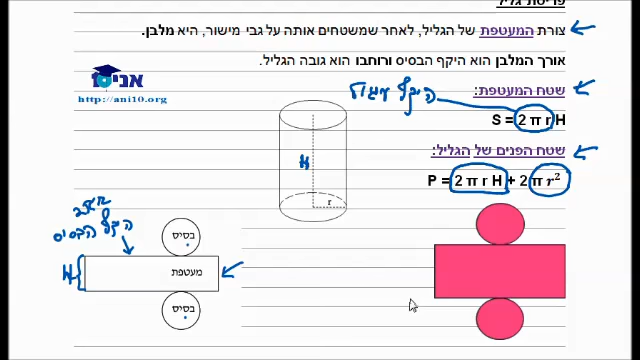 פריסת גליל
צורת המעטפת של הגליל, לאחר שמשטחים אותה על גבי מישור, היא מלבן.
אורך המלבן הוא היקף הבסיס ורוחבו הוא גובה הגליל.
אניס10
http://ani10.org
היקף עיגול
שטח המעטפת:
S = 2 π r H
שטח הפנים של הגליל:
P = 2 π r H + 2 π r²
H
r
היקף הבסיס
בסיס
H
מעטפת
בסיס